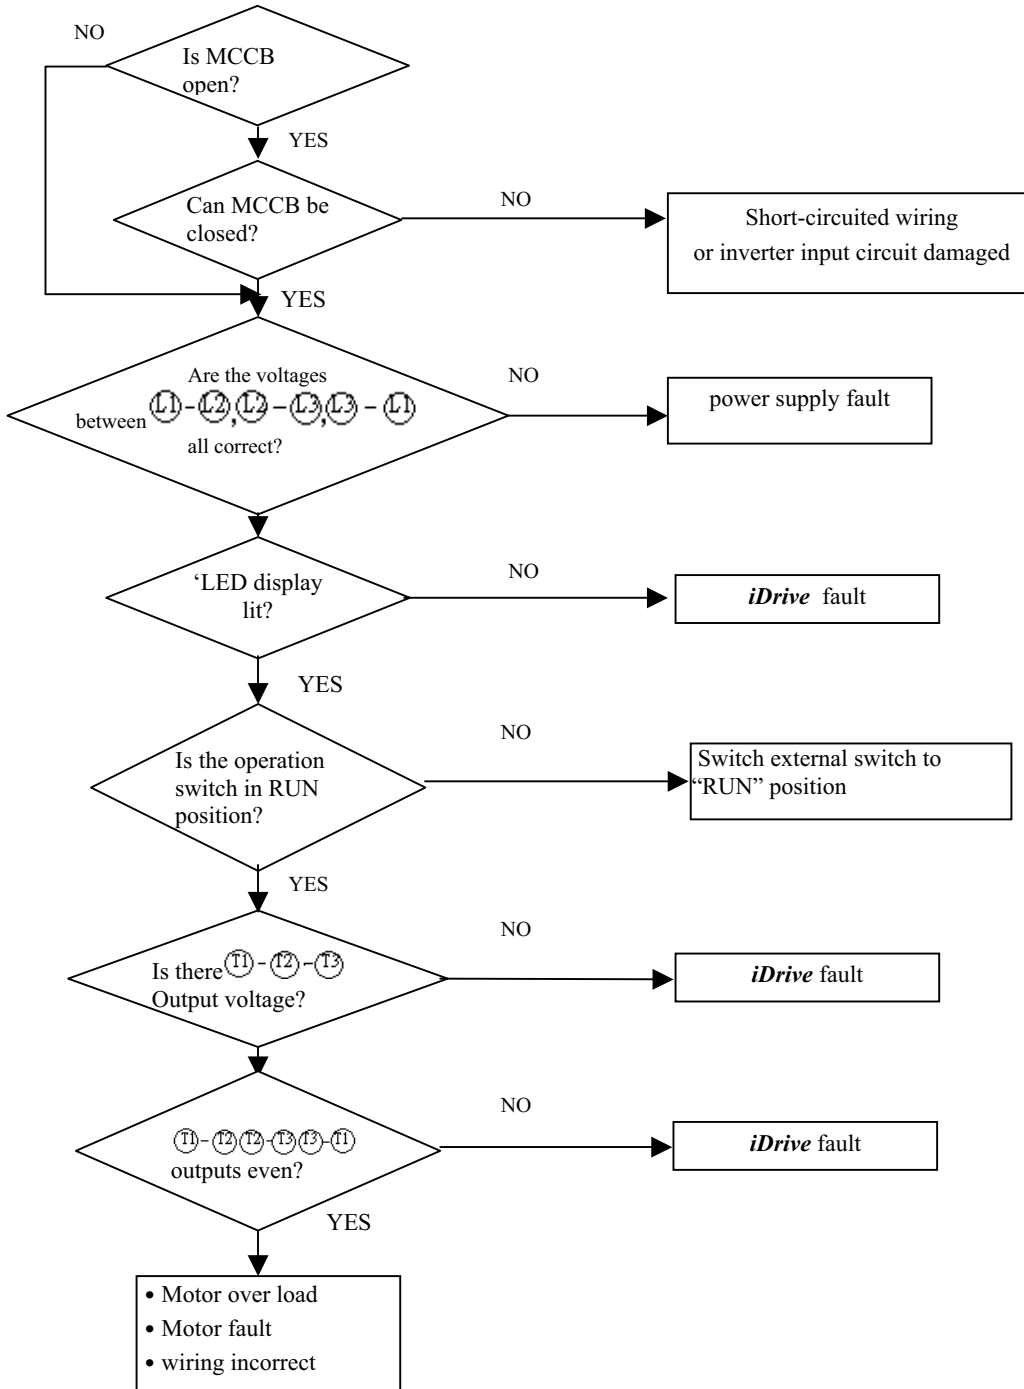 NO
Is MCCB
open?
YES
Can MCCB be
closed?
NO
Short-circuited wiring
or inverter input circuit damaged
YES
Are the voltages
between L1-L2,L2-L3,L3-L1
all correct?
NO
power supply fault
‘LED display
lit?
NO
iDrive fault
YES
Is the operation
switch in RUN
position?
NO
Switch external switch to
“RUN” position
YES
Is there T1-T2-T3
Output voltage?
NO
iDrive fault
T1-T2T2-T3T3-T1
outputs even?
NO
iDrive fault
YES
• Motor over load
• Motor fault
• wiring incorrect